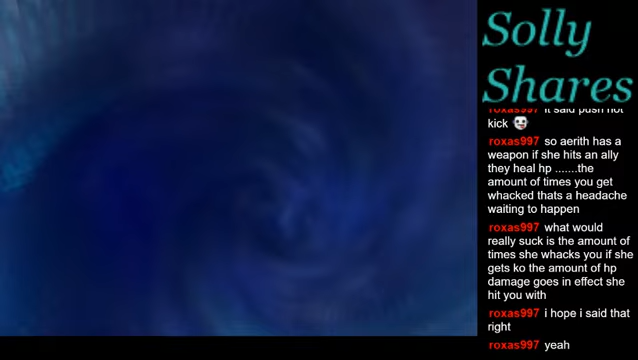 Solly
Shares
roxas997 it said push not
kick
roxas997 so aerith has a
weapon if she hits an ally
they heal hp .......the
amount of times you get
whacked thats a headache
waiting to happen
roxas997 what would
really suck is the amount of
times she whacks you if she
gets ko the amount of hp
damage goes in effect she
hit you with
roxas997 i hope i said that
right
roxas997 yeah